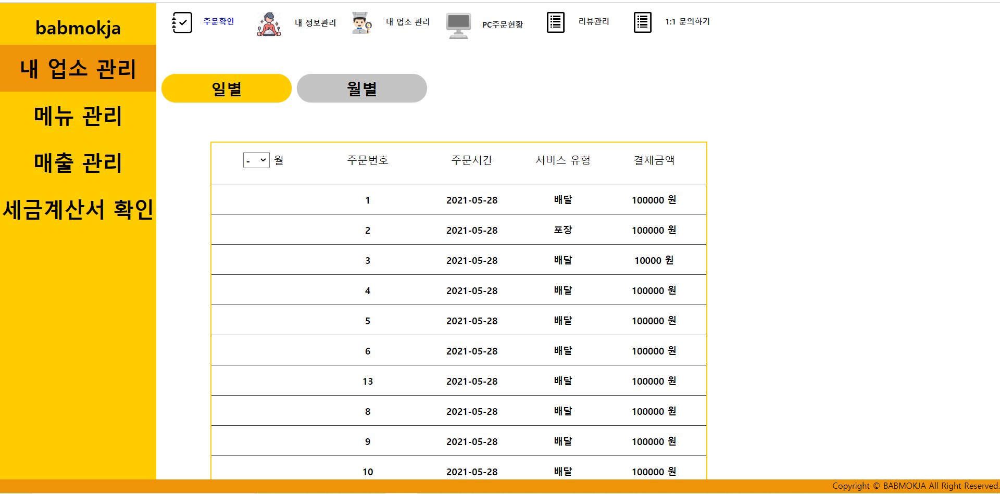 babmokja
주문확인 내 정보관리 내 업소 관리 PC주문현황 리뷰관리 1:1 문의하기
내 업소 관리
메뉴 관리
매출 관리
세금계산서 확인
일별 월별
- 월 주문번호 주문시간 서비스 유형 결제금액
1 2021-05-28 배달 100000 원
2 2021-05-28 포장 100000 원
3 2021-05-28 배달 10000 원
4 2021-05-28 배달 100000 원
5 2021-05-28 배달 100000 원
6 2021-05-28 배달 100000 원
13 2021-05-28 배달 100000 원
8 2021-05-28 배달 100000 원
9 2021-05-28 배달 100000 원
10 2021-05-28 배달 100000 원
Copyright © BABMOKJA All Right Reserved.